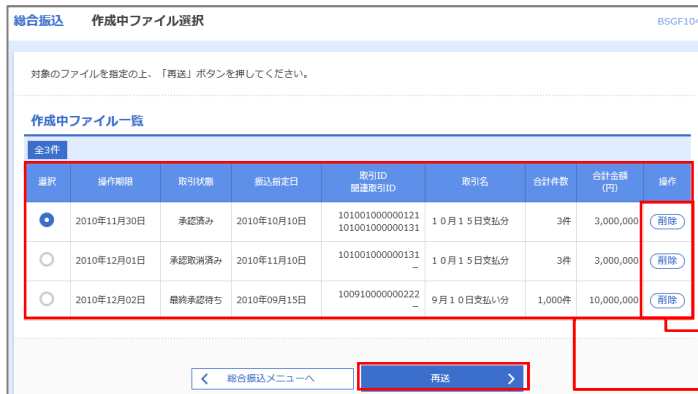 総合振込 作成中ファイル選択 BSGF104
対象のファイルを指定の上、「再送」ボタンを押してください。
作成中ファイル一覧
全3件
選択 操作期限 取引状態 振込指定日 取引ID 取引名 合計件数 合計金額 操作
関連取引ID (円)
2010年11月30日 承認済み 2010年10月10日 101001000000121 １０月１５日支払分 3件 3,000,000 削除
101001000000131
2010年12月01日 承認取消済み 2010年11月10日 101001000000131 １０月１５日支払分 3件 3,000,000 削除
–
2010年12月02日 最終承認待ち 2010年09月15日 100910000000222 ９月１０日支払い分 1,000件 10,000,000 削除
–
総合振込メニューへ 再送